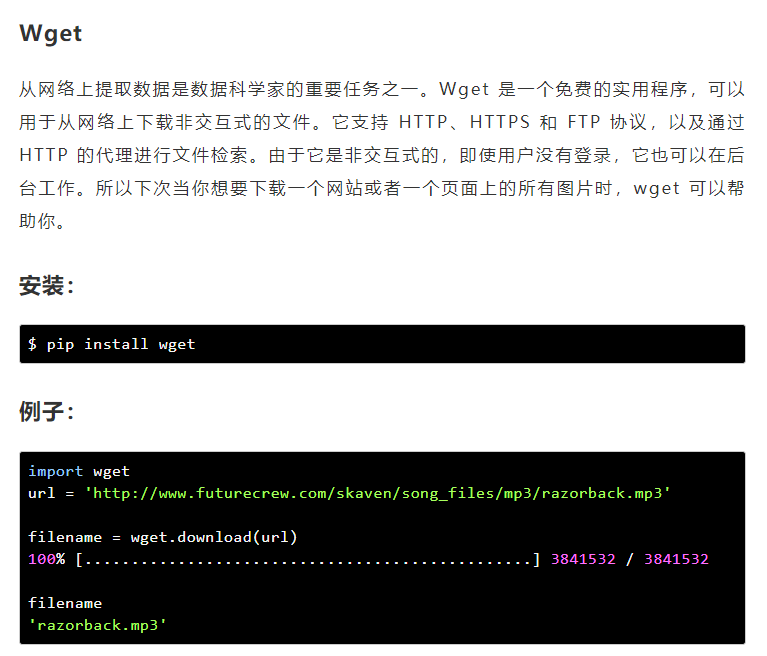 Wget
从网络上提取数据是数据科学家的重要任务之一。Wget 是一个免费的实用程序，可以
用于从网络上下载非交互式的文件。它支持 HTTP、HTTPS 和 FTP 协议，以及通过
HTTP 的代理进行文件检索。由于它是非交互式的，即使用户没有登录，它也可以在后
台工作。所以下次当你想要下载一个网站或者一个页面上的所有图片时，wget 可以帮
助你。
安装：
$ pip install wget
例子：
import wget
url = 'http://www.futurecrew.com/skaven/song_files/mp3/razorback.mp3'
filename = wget.download(url)
100% [................................................] 3841532 / 3841532
filename
'razorback.mp3'